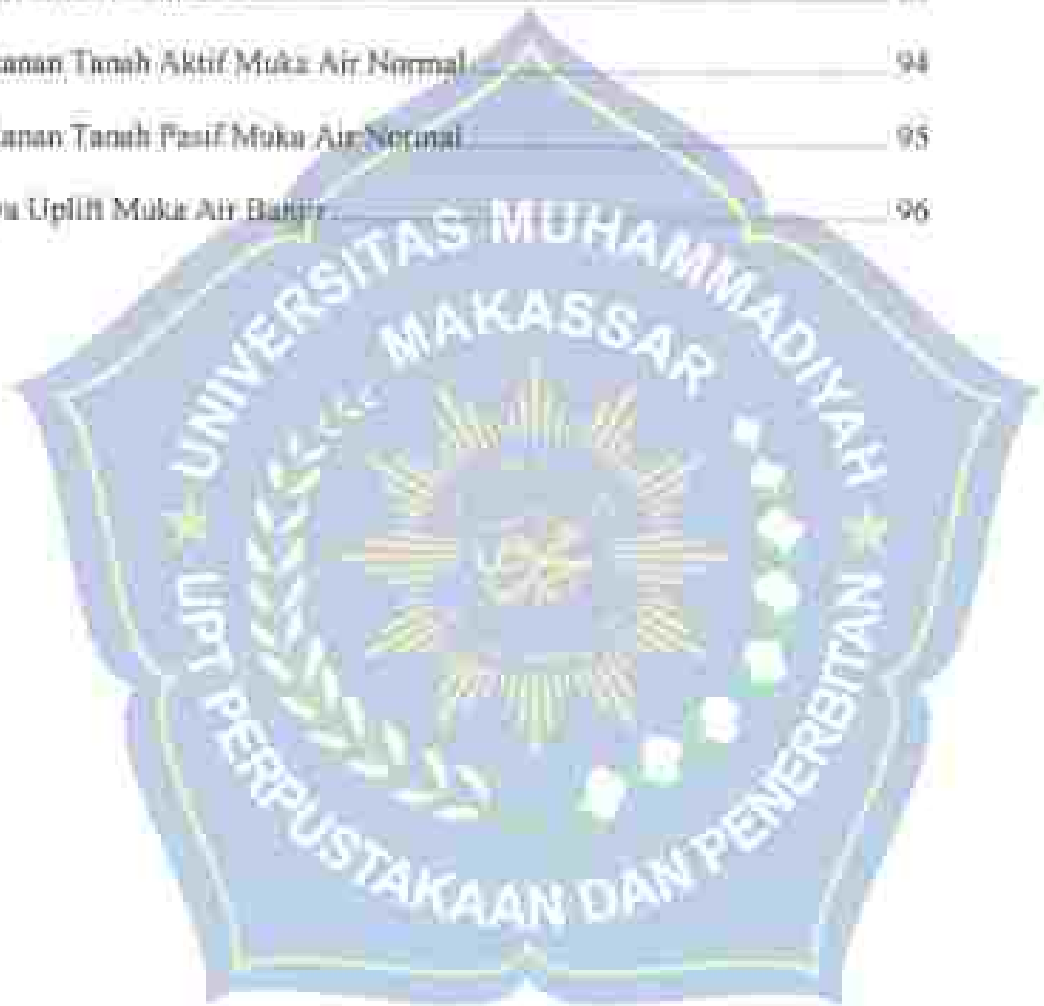 anan Tanah Aktif Muka Air Normal 94
anan Tanah Pasif Muka Air Normal 95
a Uplift Muka Air Banjir 96
UNIVERSITAS MUHAMMADIYAH
MAKASSAR
UPT PERPUSTAKAAN DAN PENERBITAN